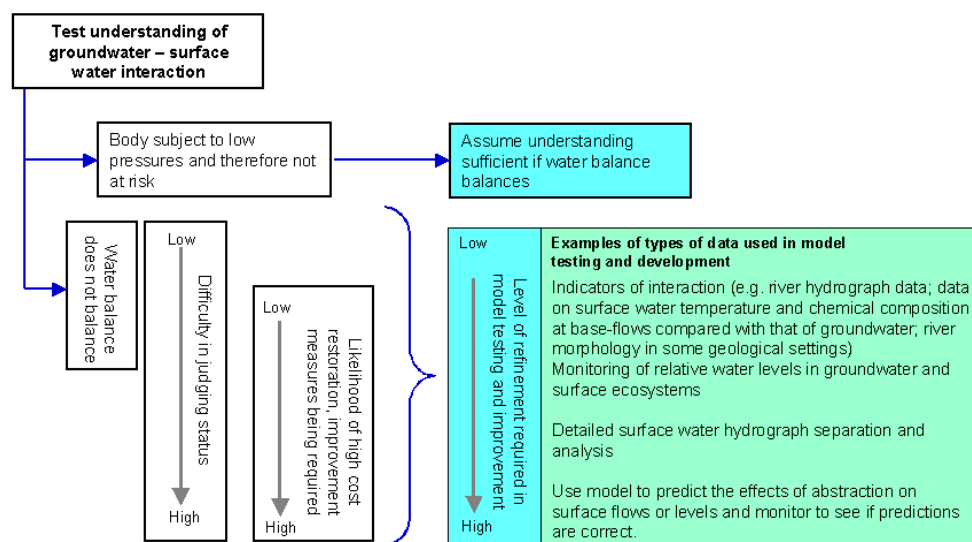 Test understanding of
groundwater – surface
water interaction
Body subject to low
pressures and therefore not
at risk
Assume understanding
sufficient if water balance
balances
Water balance
does not balance
Low
Difficulty in judging status
High
Low
Likelihood of high cost
restoration, improvement
measures being required
High
Low
Level of refinement required in
model testing and improvement
High
Examples of types of data used in model
testing and development
Indicators of interaction (e.g. river hydrograph data; data
on surface water temperature and chemical composition
at base-flows compared with that of groundwater; river
morphology in some geological settings)
Monitoring of relative water levels in groundwater and
surface ecosystems
Detailed surface water hydrograph separation and
analysis
Use model to predict the effects of abstraction on
surface flows or levels and monitor to see if predictions
are correct.